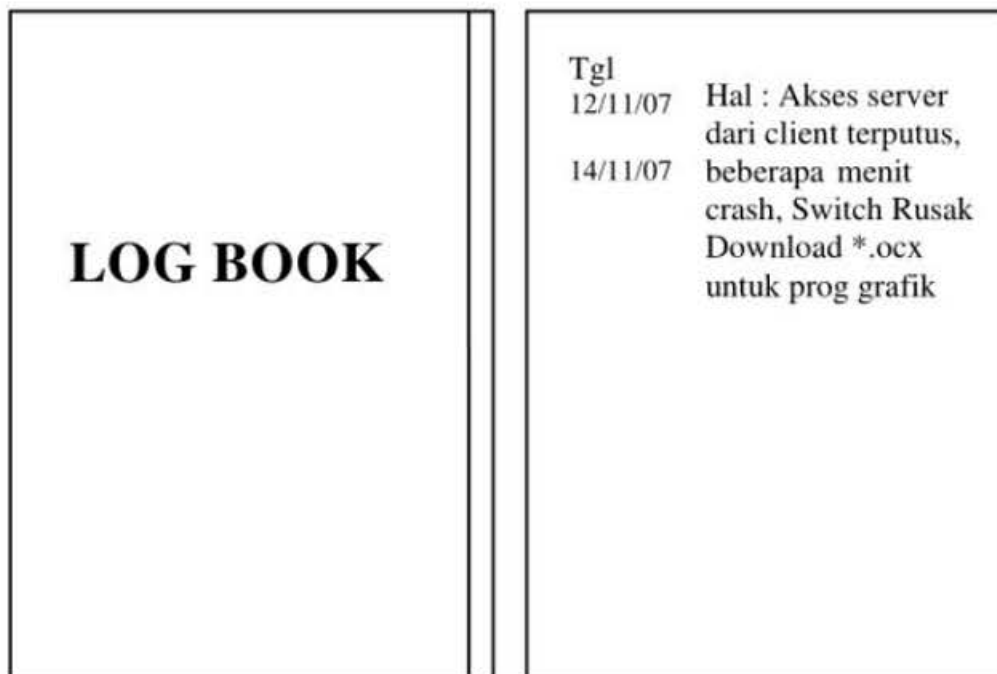 LOG BOOK
Tgl
12/11/07
14/11/07
Hal : Akses server
dari client terputus,
beberapa menit
crash, Switch Rusak
Download *.ocx
untuk prog grafik